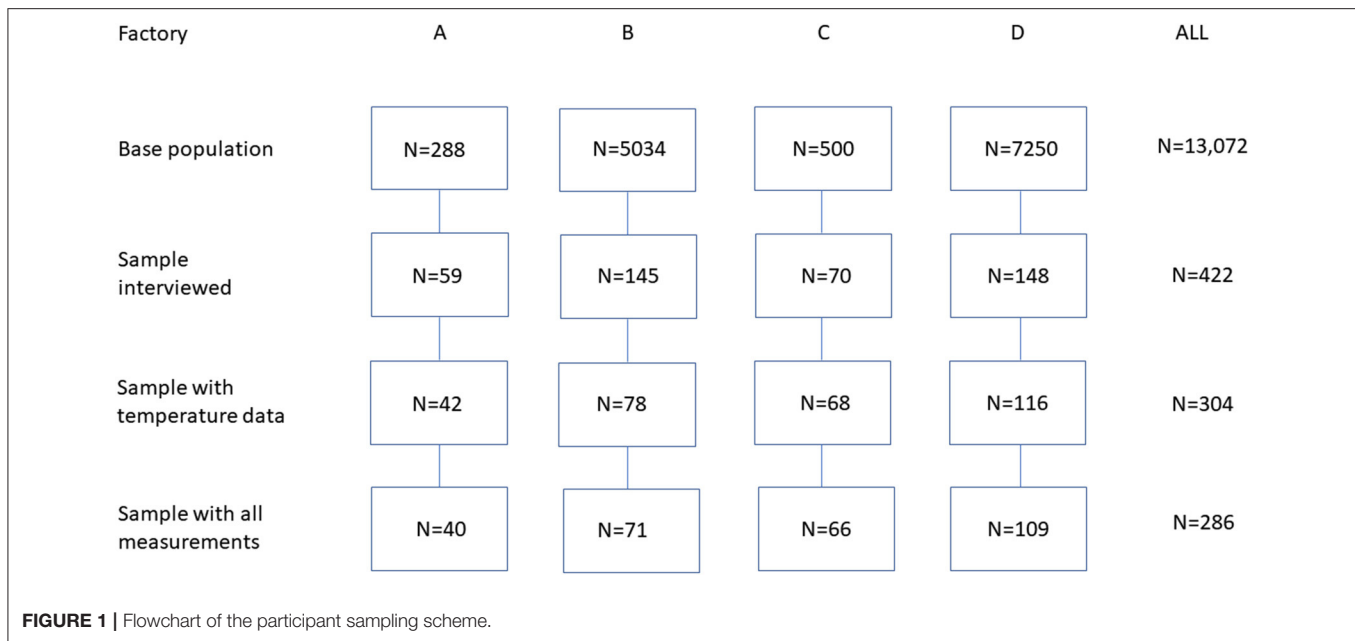 Factory A B C D ALL
Base population N=288 N=5034 N=500 N=7250 N=13,072
Sample
interviewed N=59 N=145 N=70 N=148 N=422
Sample with
temperature data N=42 N=78 N=68 N=116 N=304
Sample with all
measurements N=40 N=71 N=66 N=109 N=286
FIGURE 1 | Flowchart of the participant sampling scheme.